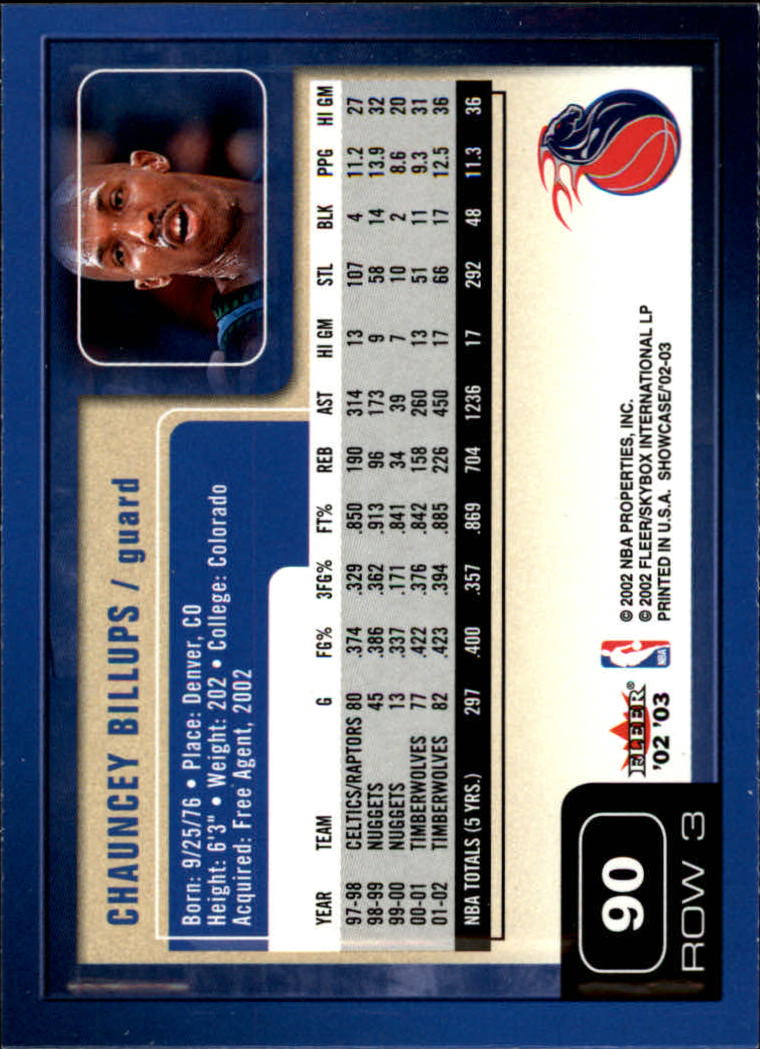 CHAUNCEY BILLUPS / guard
Born: 9/25/76 • Place: Denver, CO
Height: 6'3" • Weight: 202 • College: Colorado
Acquired: Free Agent, 2002
YEAR TEAM G FG% 3FG% FT% REB AST HI GM STL BLK PPG HI GM
97-98 CELTICS/RAPTORS 80 .374 .329 .850 190 314 13 107 4 11.2 27
98-99 NUGGETS 45 .386 .362 .913 96 173 9 58 14 13.9 32
99-00 NUGGETS 13 .337 .171 .841 34 39 7 10 2 8.6 20
00-01 TIMBERWOLVES 77 .422 .376 .842 158 260 13 51 11 9.3 31
01-02 TIMBERWOLVES 82 .423 .394 .885 226 450 17 66 17 12.5 36
NBA TOTALS (5 YRS.) 297 .400 .357 .869 704 1236 17 292 48 11.3 36
90
ROW 3
FLEER®
'02 '03
NBA
© 2002 NBA PROPERTIES, INC.
© 2002 FLEER/SKYBOX INTERNATIONAL LP
PRINTED IN U.S.A. SHOWCASE/'02-03